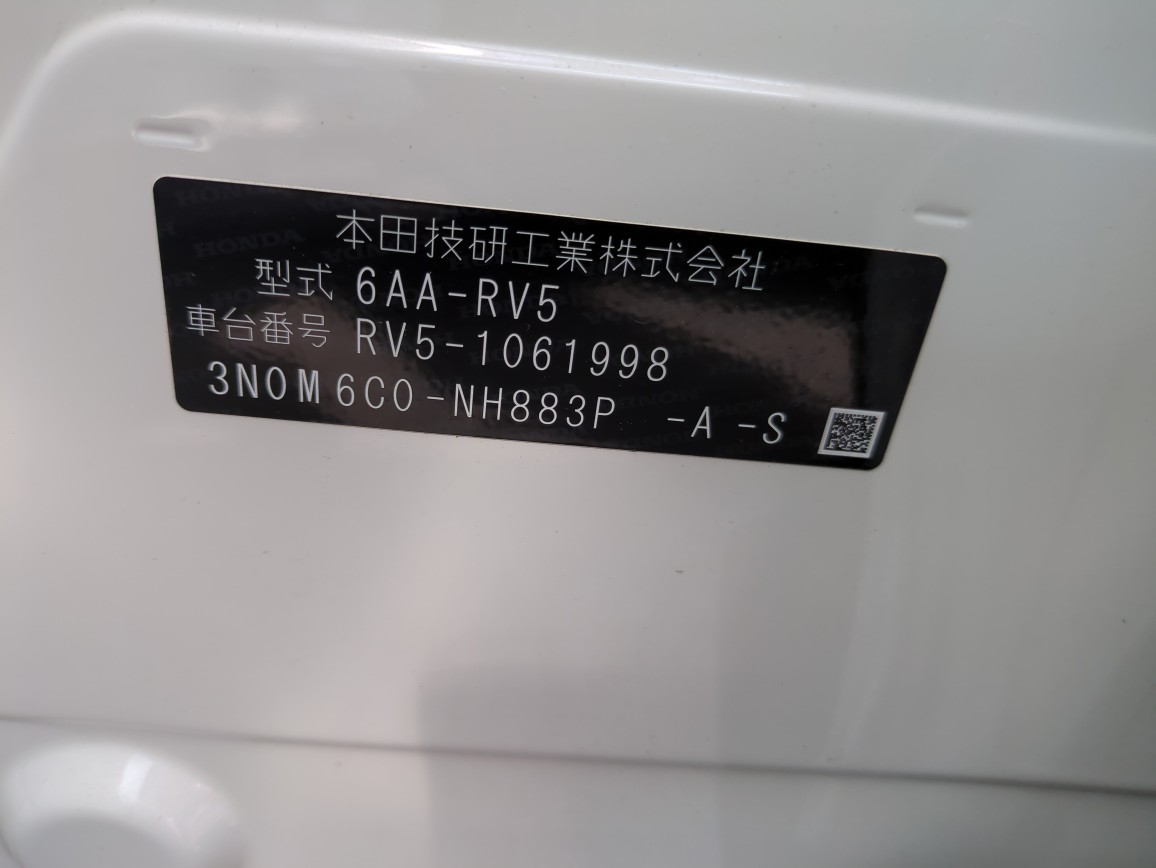 本田技研工業株式会社
型式 6AA-RV5
車台番号 RV5-1061998
3N0M6C0-NH883P -A -S